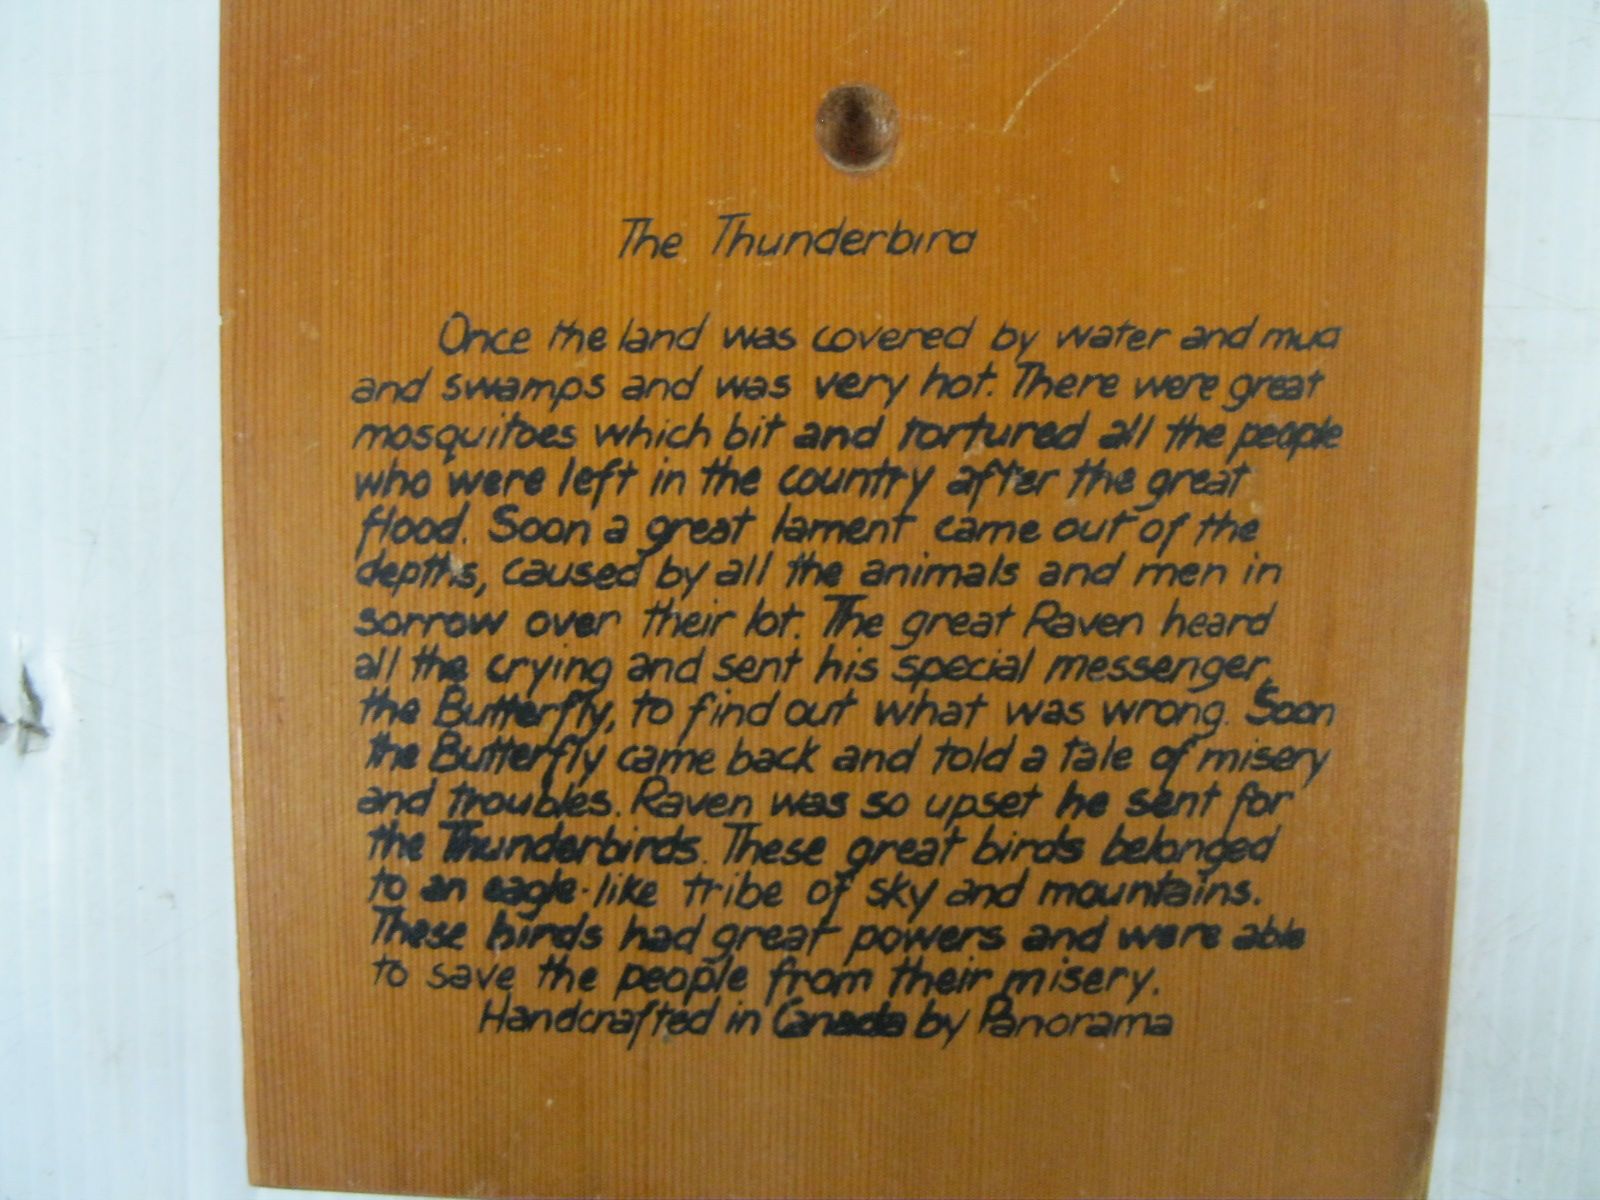 The Thunderbird
Once the land was covered by water and mud
and swamps and was very hot. There were great
mosquitoes which bit and tortured all the people
who were left in the country after the great
flood. Soon a great lament came out of the
depths, caused by all the animals and men in
sorrow over their lot. The great Raven heard
all the crying and sent his special messenger,
the Butterfly, to find out what was wrong. Soon
the Butterfly came back and told a tale of misery
and troubles. Raven was so upset he sent for
the Thunderbirds. These great birds belonged
to an eagle-like tribe of sky and mountains.
These birds had great powers and were able
to save the people from their misery.
Handcrafted in Canada by Panorama